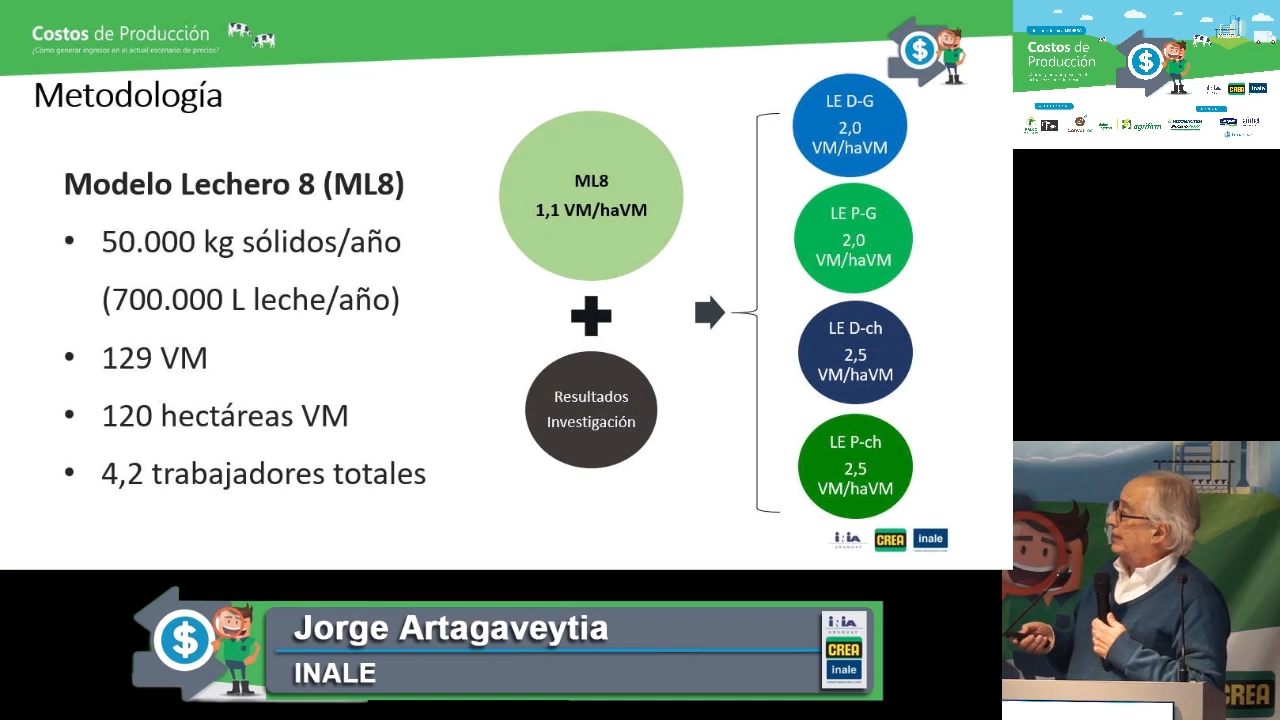 Costos de Producción
¿Cómo generar ingresos en el actual escenario de precios?
$
Metodología
Modelo Lechero 8 (ML8)
• 50.000 kg sólidos/año
(700.000 L leche/año)
• 129 VM
• 120 hectáreas VM
• 4,2 trabajadores totales
ML8
1,1 VM/haVM
Resultados
Investigación
LE D-G
2,0
VM/haVM
LE P-G
2,0
VM/haVM
LE D-ch
2,5
VM/haVM
LE P-ch
2,5
VM/haVM
INIA
URUGUAY
CREA
inale
Costos de
Producción
$
CREA
inale
agrifirm
$
Jorge Artagaveytia
INALE
INIA
URUGUAY
CREA
inale
CREA